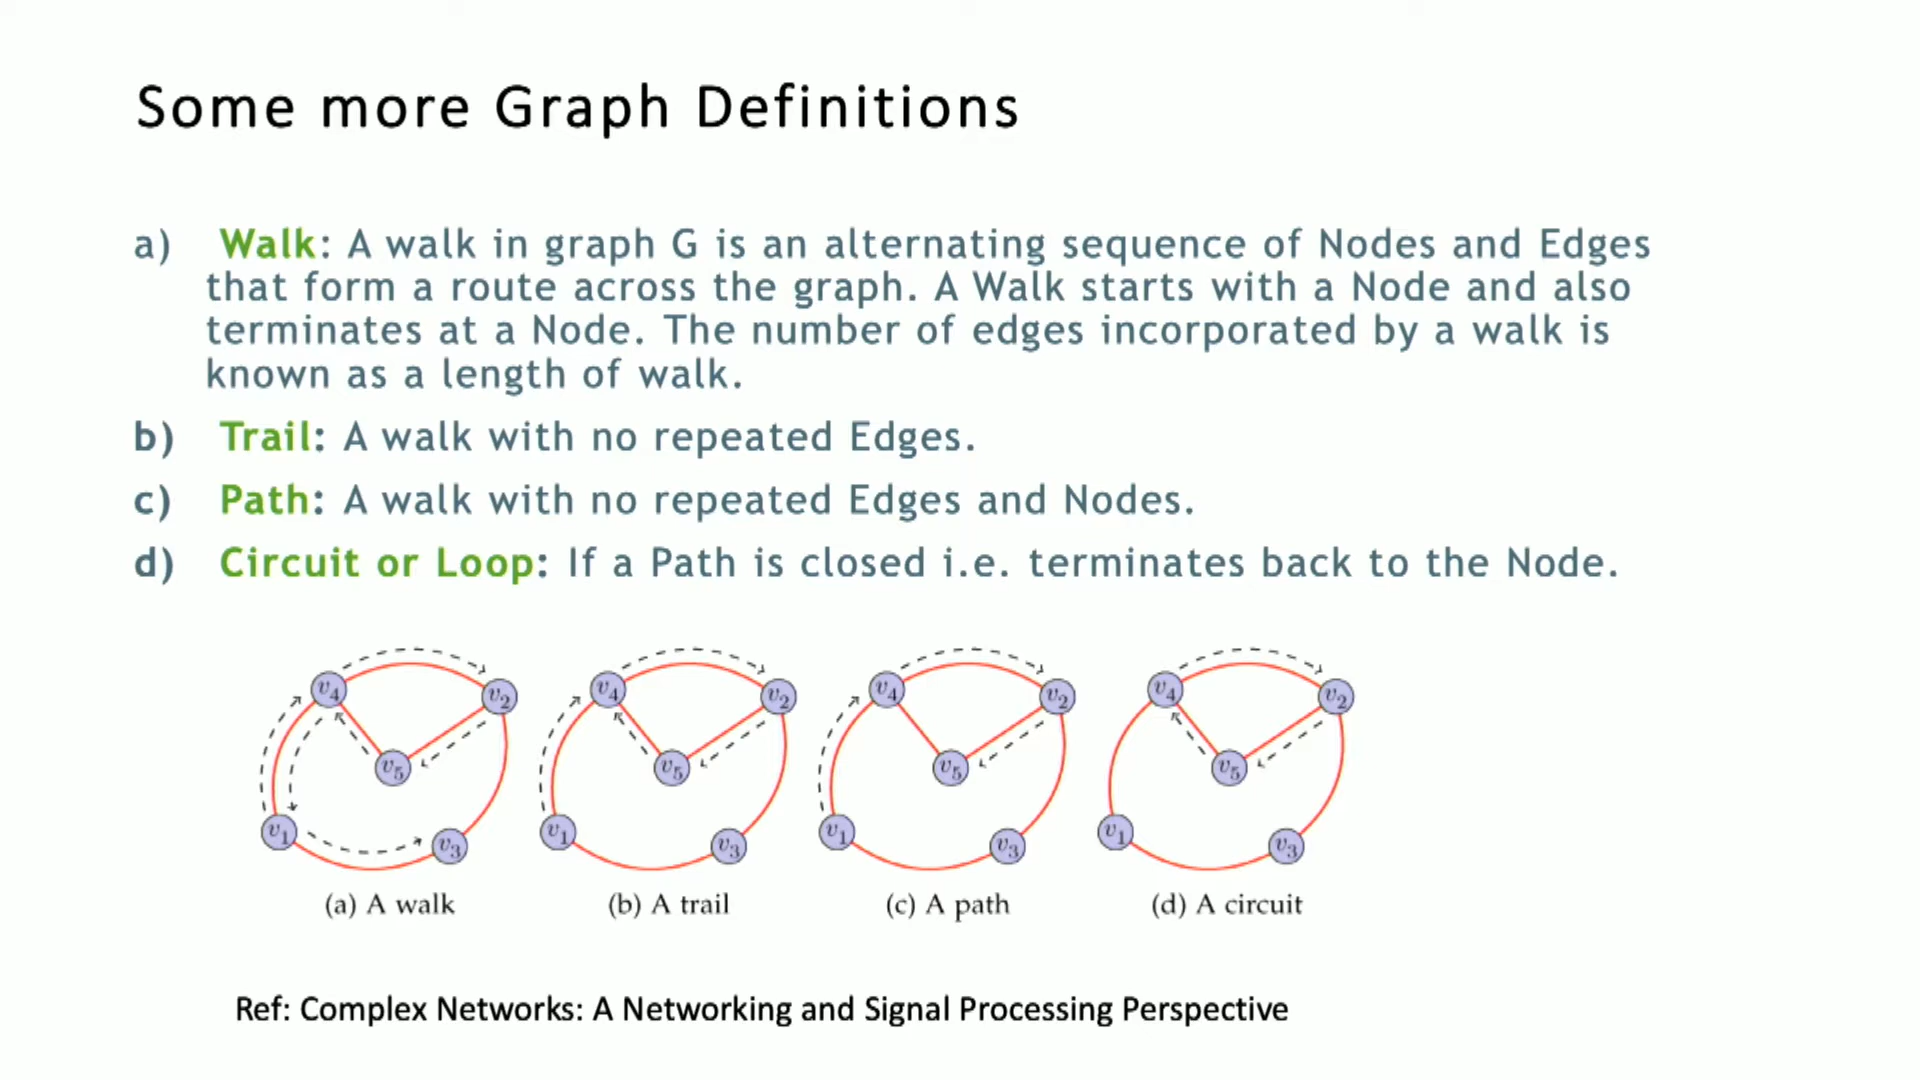 Some more Graph Definitions
a) Walk: A walk in graph G is an alternating sequence of Nodes and Edges
that form a route across the graph. A Walk starts with a Node and also
terminates at a Node. The number of edges incorporated by a walk is
known as a length of walk.
b) Trail: A walk with no repeated Edges.
c) Path: A walk with no repeated Edges and Nodes.
d) Circuit or Loop: If a Path is closed i.e. terminates back to the Node.
v4 v2 v5 v1 v3
v4 v2 v5 v1 v3
v4 v2 v5 v1 v3
v4 v2 v5 v1 v3
(a) A walk (b) A trail (c) A path (d) A circuit
Ref: Complex Networks: A Networking and Signal Processing Perspective